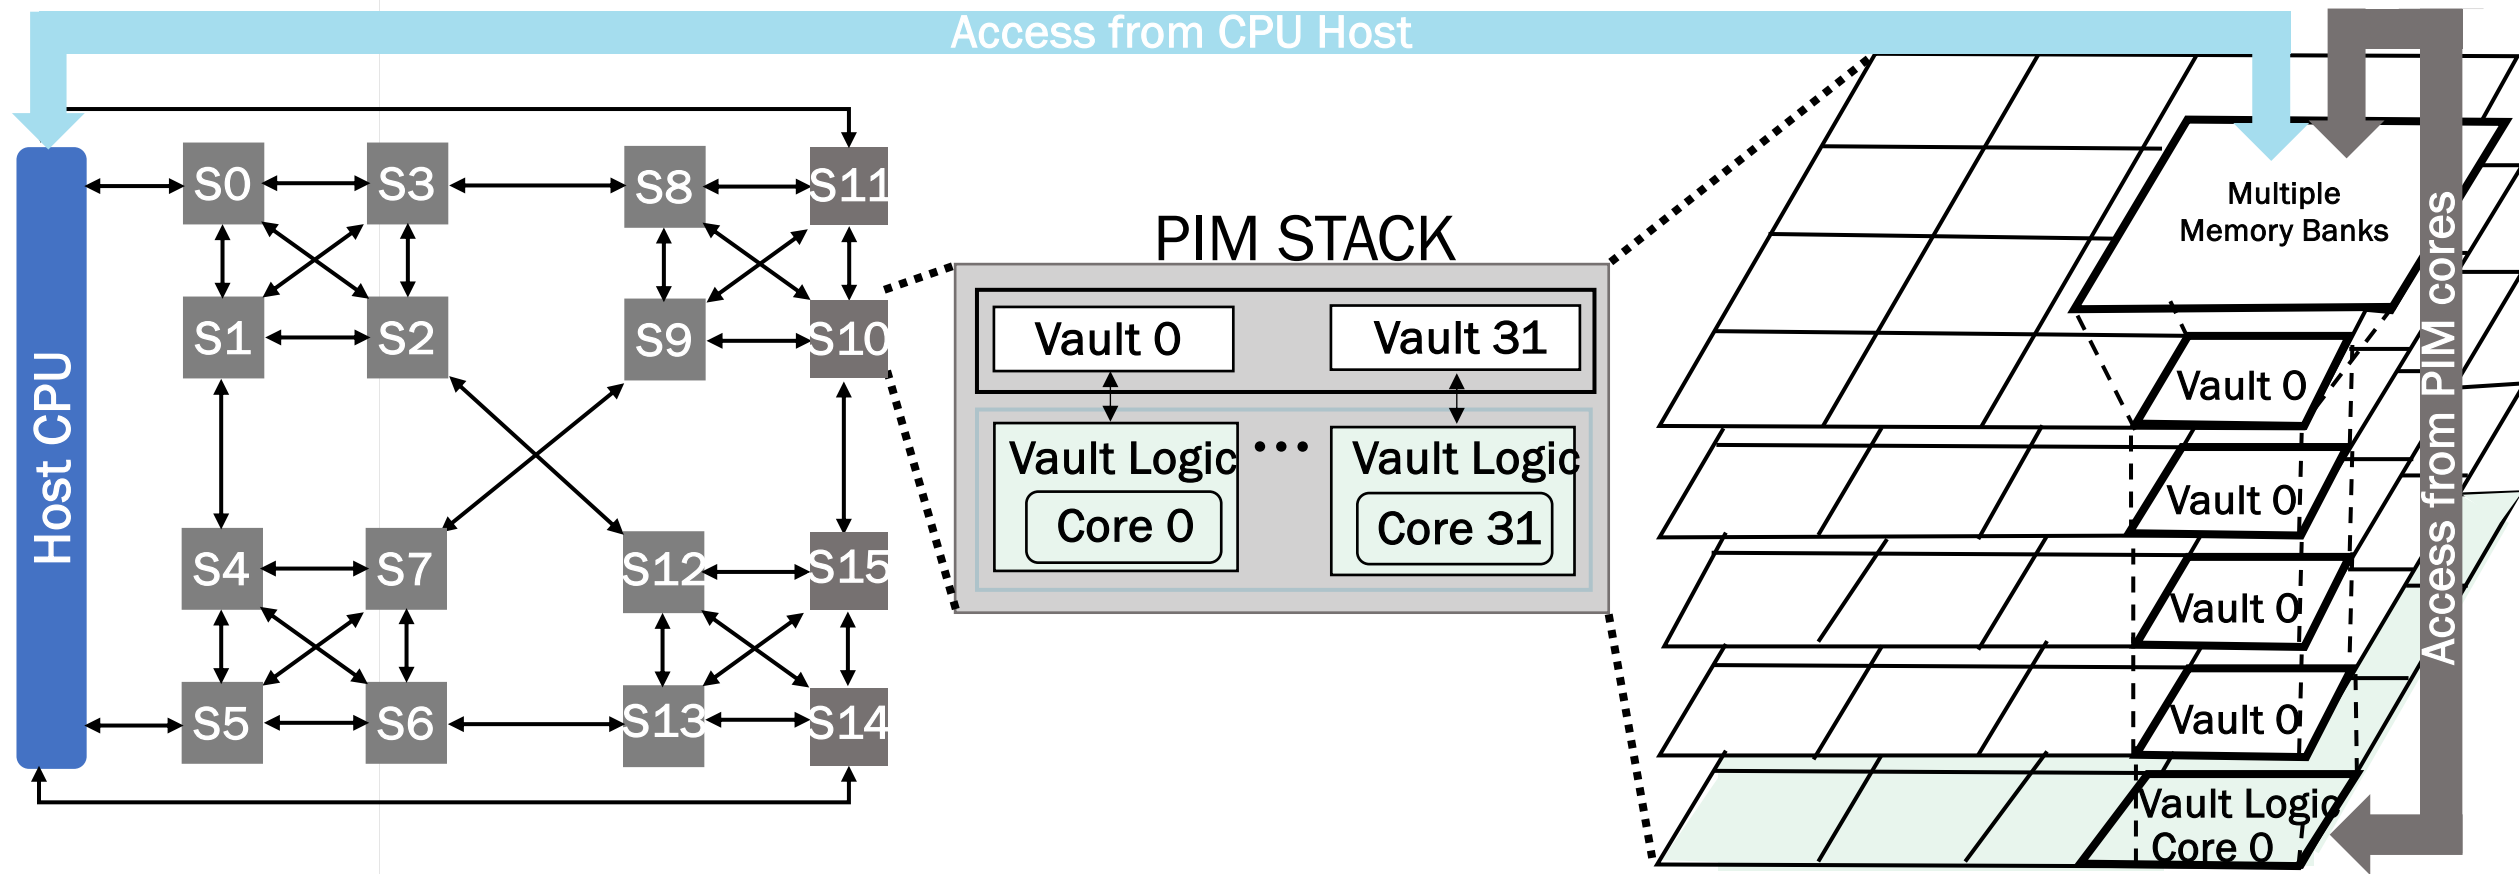 Access from CPU Host
Host CPU
S0
S3
S8
S11
S1
S2
S9
S10
S4
S7
S12
S15
S5
S6
S13
S14
PIM STACK
Vault 0
Vault 31
Vault Logic
Core 0
...
Vault Logic
Core 31
Multiple
Memory Banks
Vault 0
Vault 0
Vault 0
Vault 0
Vault Logic
Core 0
Access from PIM cores